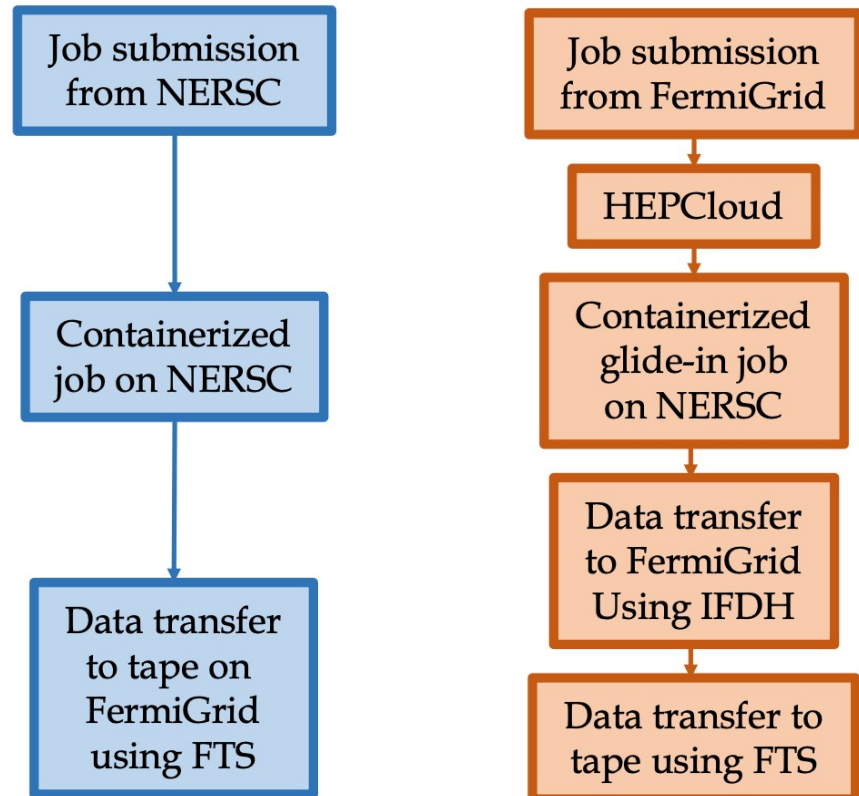 Job submission
from NERSC
Containerized
job on NERSC
Data transfer
to tape on
FermiGrid
using FTS
Job submission
from FermiGrid
HEPCloud
Containerized
glide-in job
on NERSC
Data transfer
to FermiGrid
Using IFDH
Data transfer to
tape using FTS